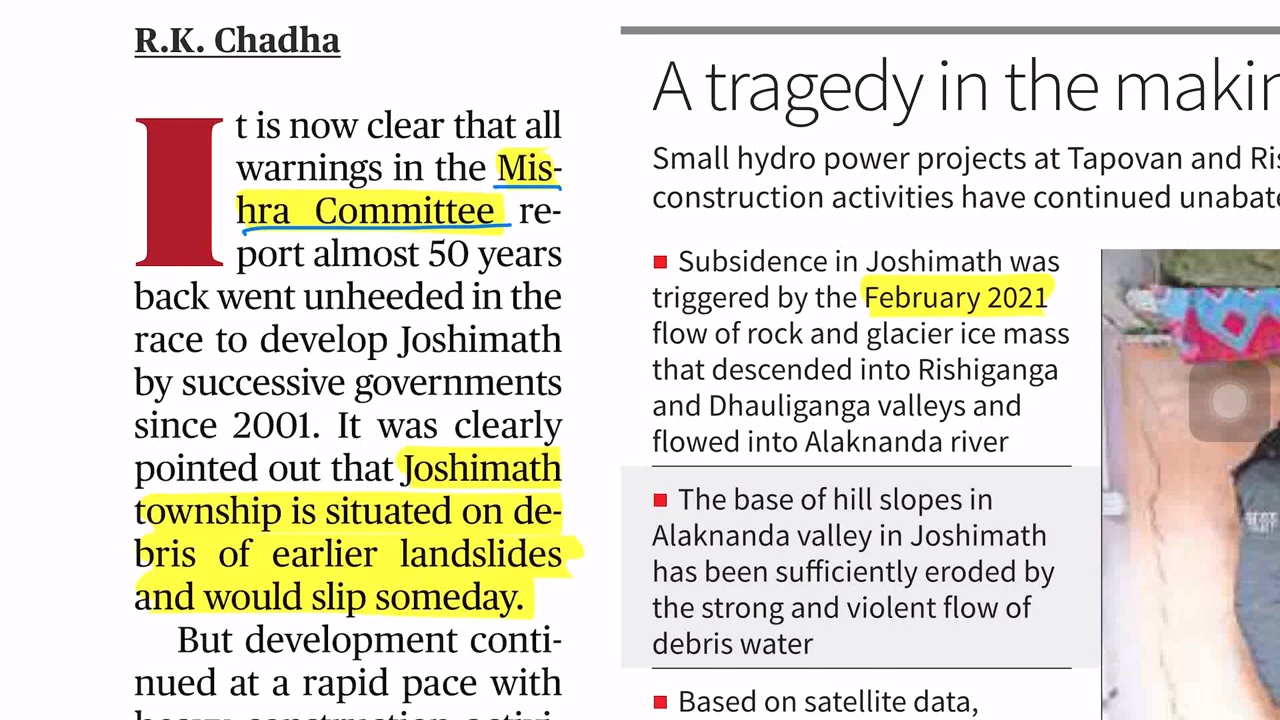 R.K. Chadha
It is now clear that all
warnings in the Mis-
hra Committee re-
port almost 50 years
back went unheeded in the
race to develop Joshimath
by successive governments
since 2001. It was clearly
pointed out that Joshimath
township is situated on de-
bris of earlier landslides
and would slip someday.
But development conti-
nued at a rapid pace with
A tragedy in the makin
Small hydro power projects at Tapovan and Ris
construction activities have continued unabate
Subsidence in Joshimath was
triggered by the February 2021
flow of rock and glacier ice mass
that descended into Rishiganga
and Dhauliganga valleys and
flowed into Alaknanda river
The base of hill slopes in
Alaknanda valley in Joshimath
has been sufficiently eroded by
the strong and violent flow of
debris water
Based on satellite data,